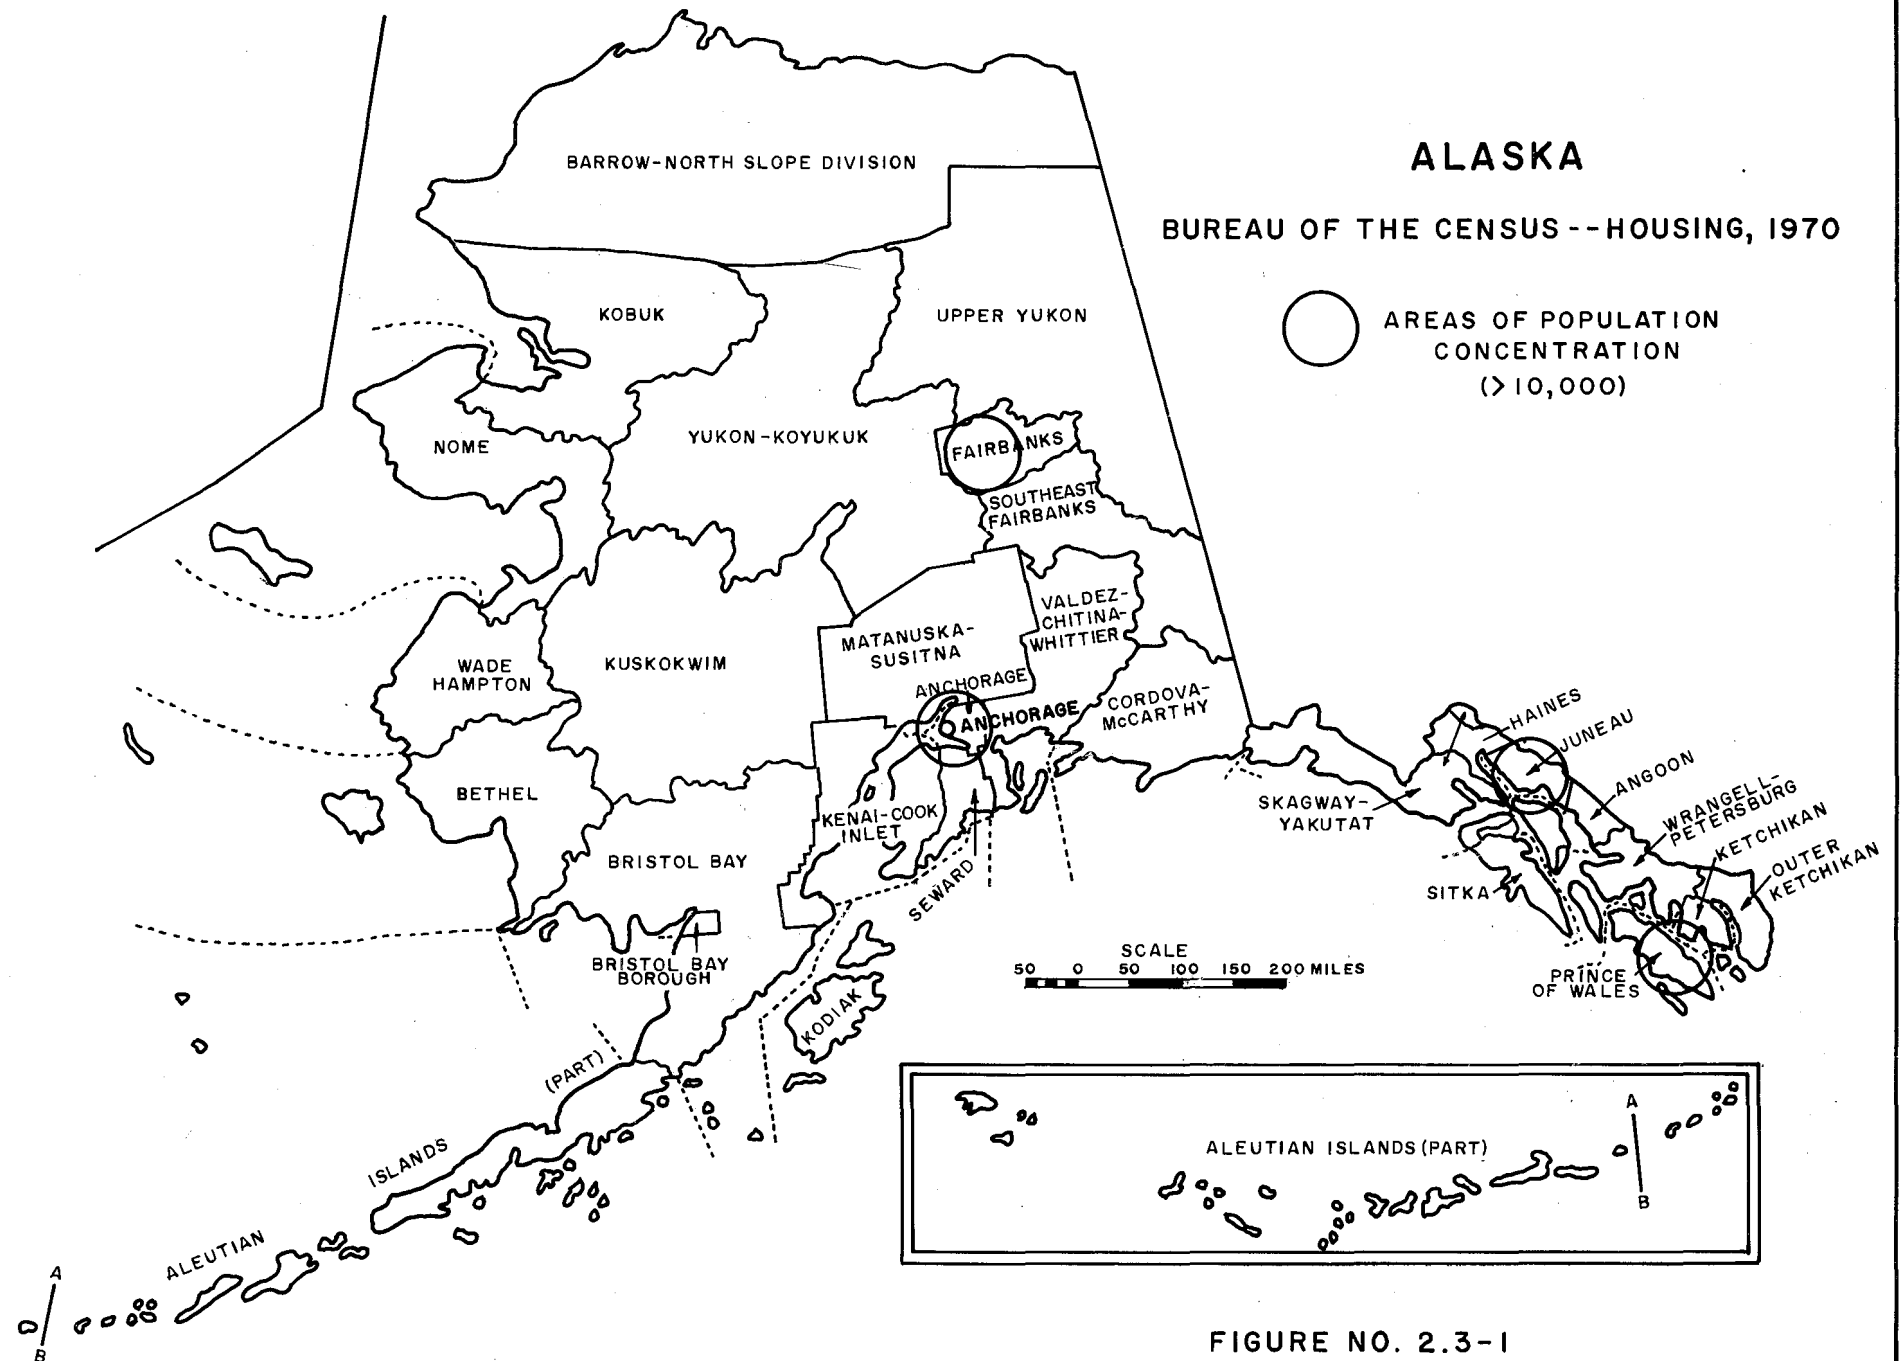 ALASKA
BUREAU OF THE CENSUS--HOUSING, 1970
AREAS OF POPULATION
CONCENTRATION
(>10,000)
BARROW-NORTH SLOPE DIVISION
KOBUK
UPPER YUKON
NOME
YUKON-KOYUKUK
FAIRBANKS
SOUTHEAST
FAIRBANKS
VALDEZ-
CHITINA-
WHITTIER
MATANUSKA-
SUSITNA
WADE
HAMPTON
KUSKOKWIM
ANCHORAGE
ANCHORAGE
CORDOVA-
McCARTHY
BETHEL
KENAI-COOK
INLET
BRISTOL BAY
SEWARD
BRISTOL BAY
BOROUGH
KODIAK
HAINES
JUNEAU
ANGOON
SKAGWAY-
YAKUTAT
WRANGELL-
PETERSBURG
KETCHIKAN
OUTER
KETCHIKAN
SITKA
PRINCE
OF WALES
SCALE
50 0 50 100 150 200 MILES
ALEUTIAN ISLANDS (PART)
A
B
ALEUTIAN ISLANDS (PART)
A
B
FIGURE NO. 2.3-1